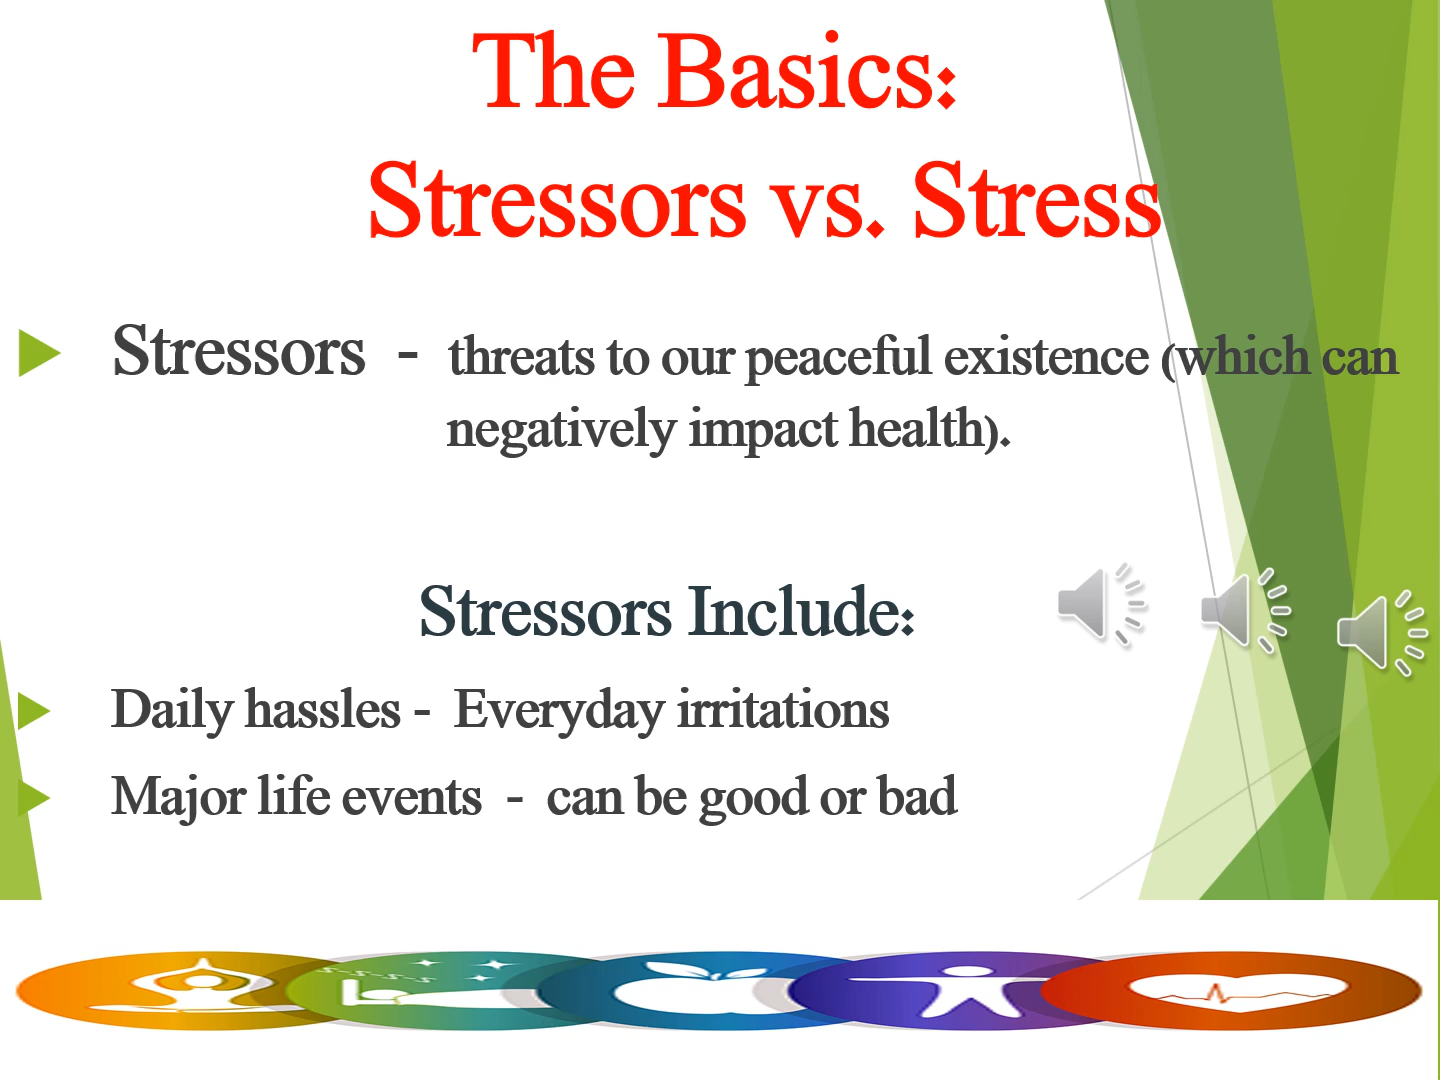 The Basics:
Stressors vs. Stress
Stressors - threats to our peaceful existence (which can
negatively impact health).
Stressors Include:
Daily hassles - Everyday irritations
Major life events - can be good or bad
S-S-S-S-S